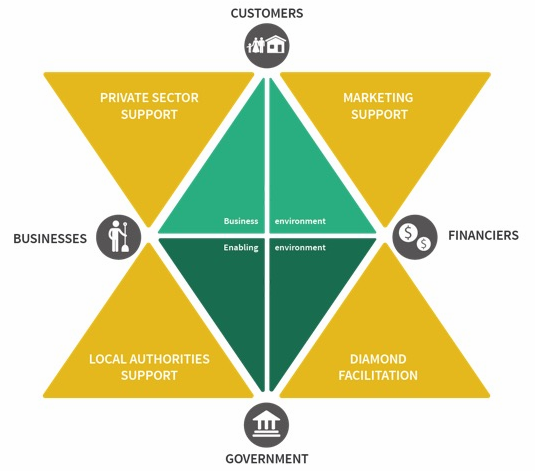 CUSTOMERS
PRIVATE SECTOR
SUPPORT
MARKETING
SUPPORT
Business environment
BUSINESSES
$
$
FINANCIERS
Enabling environment
LOCAL AUTHORITIES
SUPPORT
DIAMOND
FACILITATION
GOVERNMENT